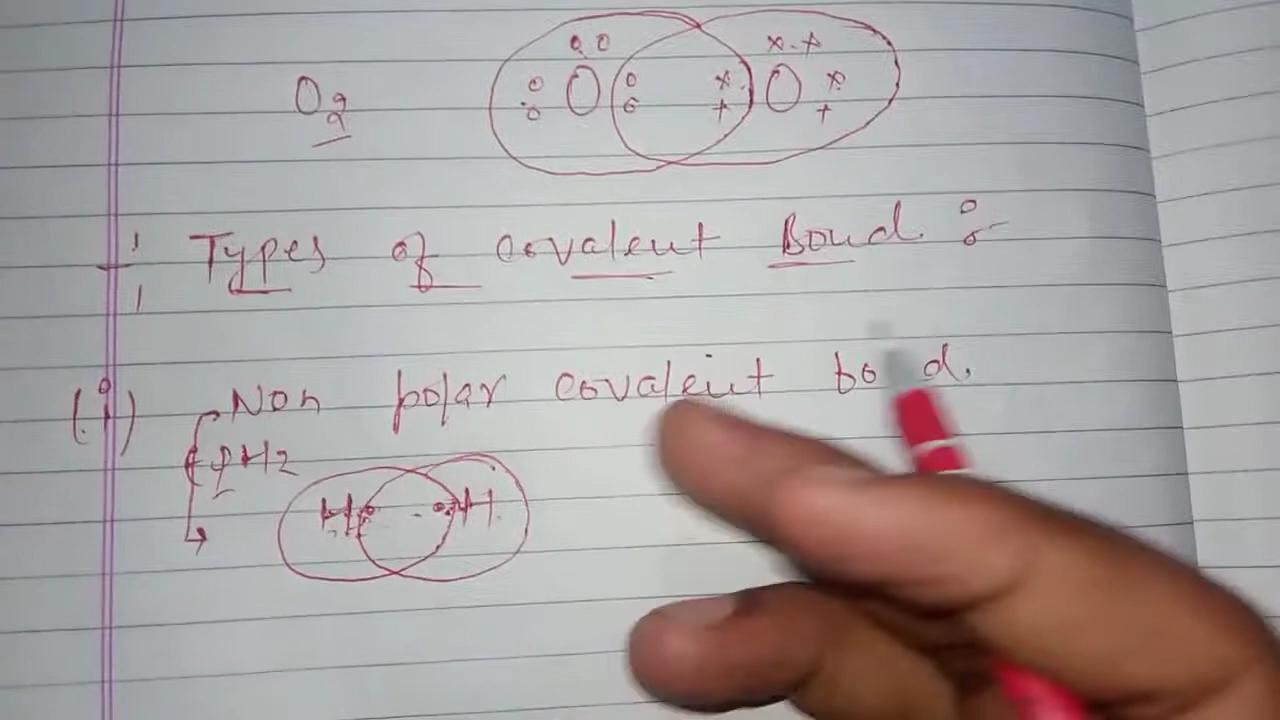 O2 O O
Types of covalent Bond :-
(i) Non polar covalent bond.
H2
H H